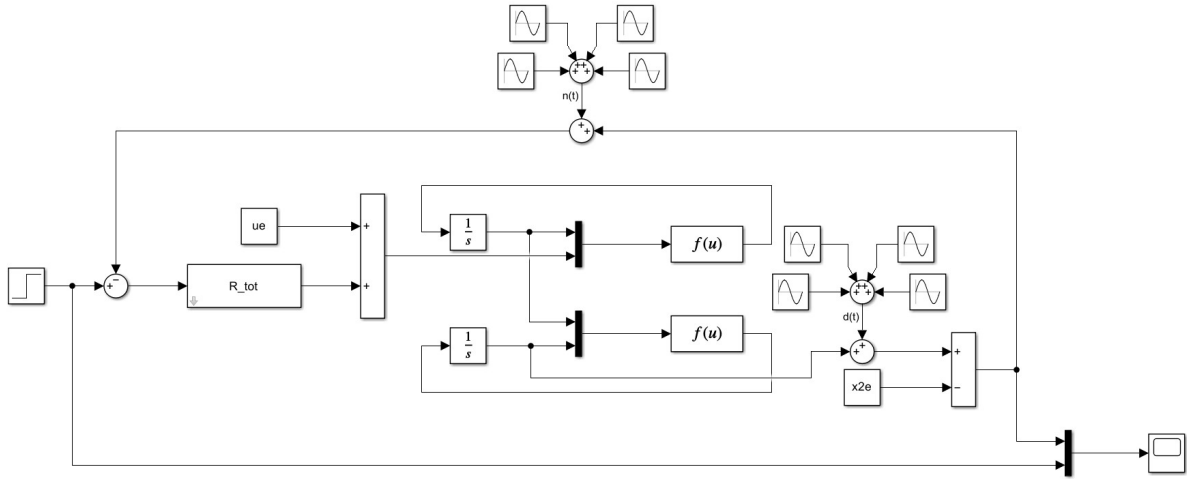 + + + +
n(t)
+ +
ue
+
1
s
f(u)
+ + + +
−
+
R_tot
+
d(t)
1
s
f(u)
+ +
+
x2e
−